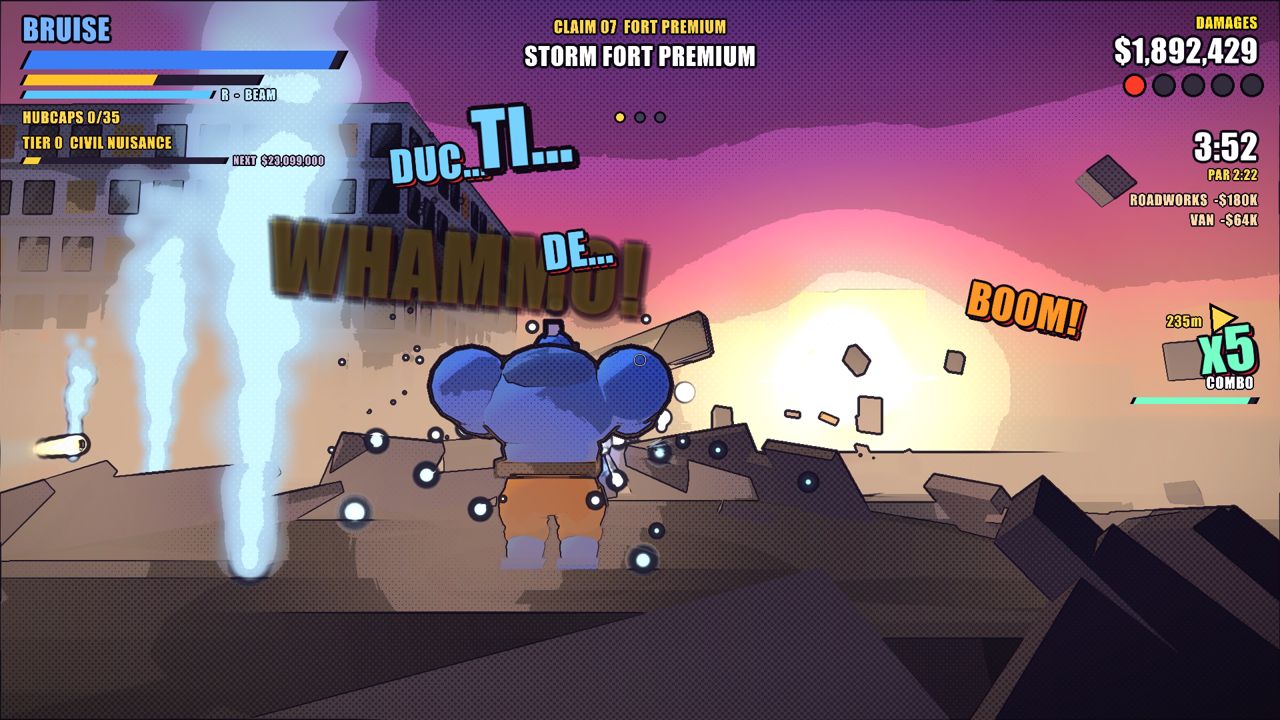 BRUISE
R - BEAM
HUBCAPS 0/35
TIER 0 CIVIL NUISANCE
NEXT $23,099,000
CLAIM 07 FORT PREMIUM
STORM FORT PREMIUM
DAMAGES
$1,892,429
3:52
PAR 2:22
ROADWORKS -$180K
VAN -$64K
DUC...
TI...
WHAMMO!
DE...
BOOM!
235m
x5
COMBO